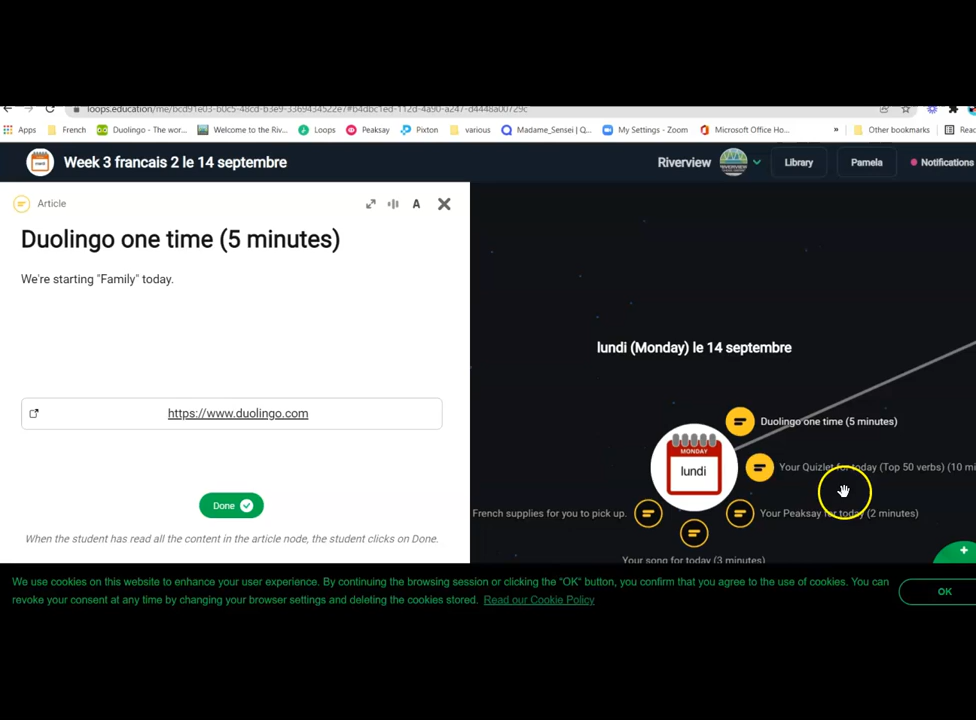 loops.education/me/bcd91e03-b0c5-48cd-b3e9-3369434522e7#b4dbc1ed-112d-4a90-a247-d4448a00729c
Apps French Duolingo - The wor... Welcome to the Riv... Loops Peaksay Pixton various Madame_Sensei | Q... My Settings - Zoom Microsoft Office Ho... » Other bookmarks Read
Week 3 francais 2 le 14 septembre
Riverview Library Pamela Notifications
Article
A
Duolingo one time (5 minutes)
We're starting "Family" today.
https://www.duolingo.com
Done
When the student has read all the content in the article node, the student clicks on Done.
lundi (Monday) le 14 septembre
Duolingo one time (5 minutes)
MONDAY
lundi
Your Quizlet for today (Top 50 verbs) (10 mi
French supplies for you to pick up.
Your Peaksay for today (2 minutes)
Your song for today (3 minutes)
We use cookies on this website to enhance your user experience. By continuing the browsing session or clicking the "OK" button, you confirm that you agree to the use of cookies. You can
revoke your consent at any time by changing your browser settings and deleting the cookies stored. Read our Cookie Policy
OK